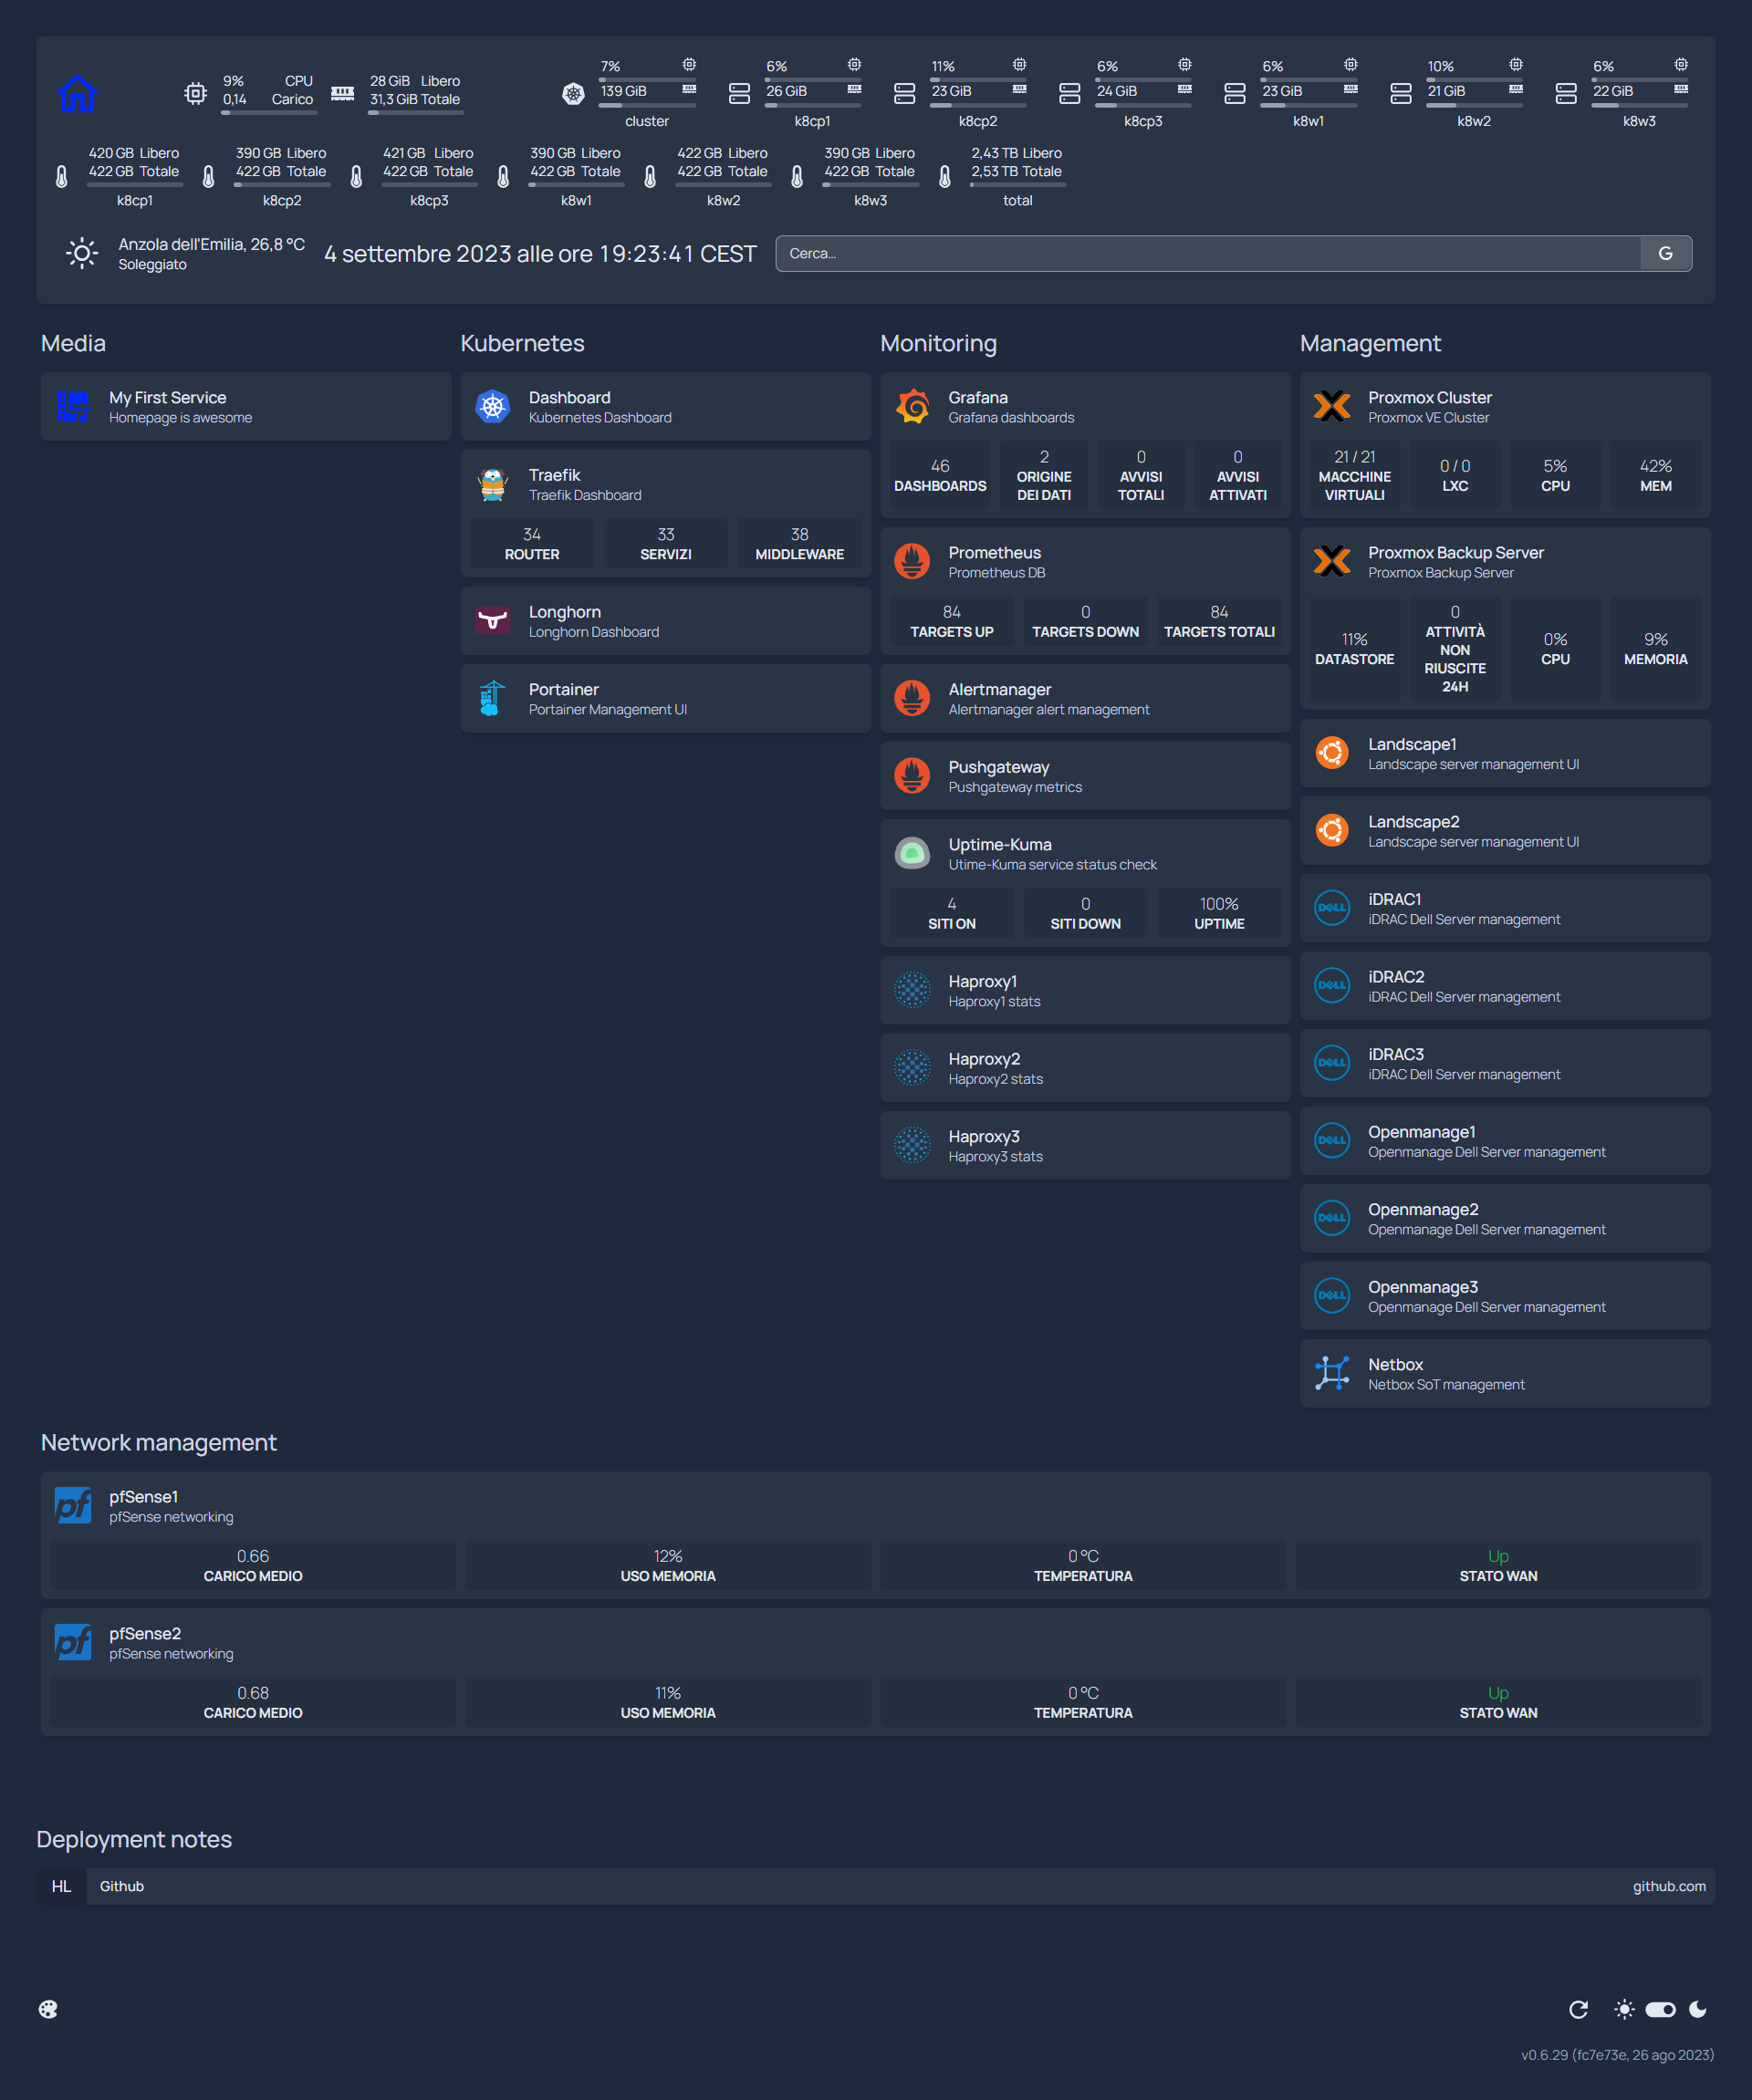 9% CPU
0,14 Carico
28 GiB Libero
31,3 GiB Totale
7%
139 GiB
cluster
6%
26 GiB
k8cp1
11%
23 GiB
k8cp2
6%
24 GiB
k8cp3
6%
23 GiB
k8w1
10%
21 GiB
k8w2
6%
22 GiB
k8w3
420 GB Libero
422 GB Totale
k8cp1
390 GB Libero
422 GB Totale
k8cp2
421 GB Libero
422 GB Totale
k8cp3
390 GB Libero
422 GB Totale
k8w1
422 GB Libero
422 GB Totale
k8w2
390 GB Libero
422 GB Totale
k8w3
2,43 TB Libero
2,53 TB Totale
total
Anzola dell'Emilia, 26,8 °C
Soleggiato
4 settembre 2023 alle ore 19:23:41 CEST
Cerca...
G
Media
My First Service
Homepage is awesome
Kubernetes
Dashboard
Kubernetes Dashboard
Traefik
Traefik Dashboard
34
ROUTER
33
SERVIZI
38
MIDDLEWARE
Longhorn
Longhorn Dashboard
Portainer
Portainer Management UI
Monitoring
Grafana
Grafana dashboards
46
DASHBOARDS
2
ORIGINE
DEI DATI
0
AVVISI
TOTALI
0
AVVISI
ATTIVATI
Prometheus
Prometheus DB
84
TARGETS UP
0
TARGETS DOWN
84
TARGETS TOTALI
Alertmanager
Alertmanager alert management
Pushgateway
Pushgateway metrics
Uptime-Kuma
Utime-Kuma service status check
4
SITI ON
0
SITI DOWN
100%
UPTIME
Haproxy1
Haproxy1 stats
Haproxy2
Haproxy2 stats
Haproxy3
Haproxy3 stats
Management
Proxmox Cluster
Proxmox VE Cluster
21 / 21
MACCHINE
VIRTUALI
0 / 0
LXC
5%
CPU
42%
MEM
Proxmox Backup Server
Proxmox Backup Server
11%
DATASTORE
0
ATTIVITÀ
NON
RIUSCITE
24H
0%
CPU
9%
MEMORIA
Landscape1
Landscape server management UI
Landscape2
Landscape server management UI
DELL
iDRAC1
iDRAC Dell Server management
DELL
iDRAC2
iDRAC Dell Server management
DELL
iDRAC3
iDRAC Dell Server management
DELL
Openmanage1
Openmanage Dell Server management
DELL
Openmanage2
Openmanage Dell Server management
DELL
Openmanage3
Openmanage Dell Server management
Netbox
Netbox SoT management
Network management
pf
pfSense1
pfSense networking
0.66
CARICO MEDIO
12%
USO MEMORIA
0 °C
TEMPERATURA
Up
STATO WAN
pf
pfSense2
pfSense networking
0.68
CARICO MEDIO
11%
USO MEMORIA
0 °C
TEMPERATURA
Up
STATO WAN
Deployment notes
HL Github github.com
v0.6.29 (fc7e73e, 26 ago 2023)